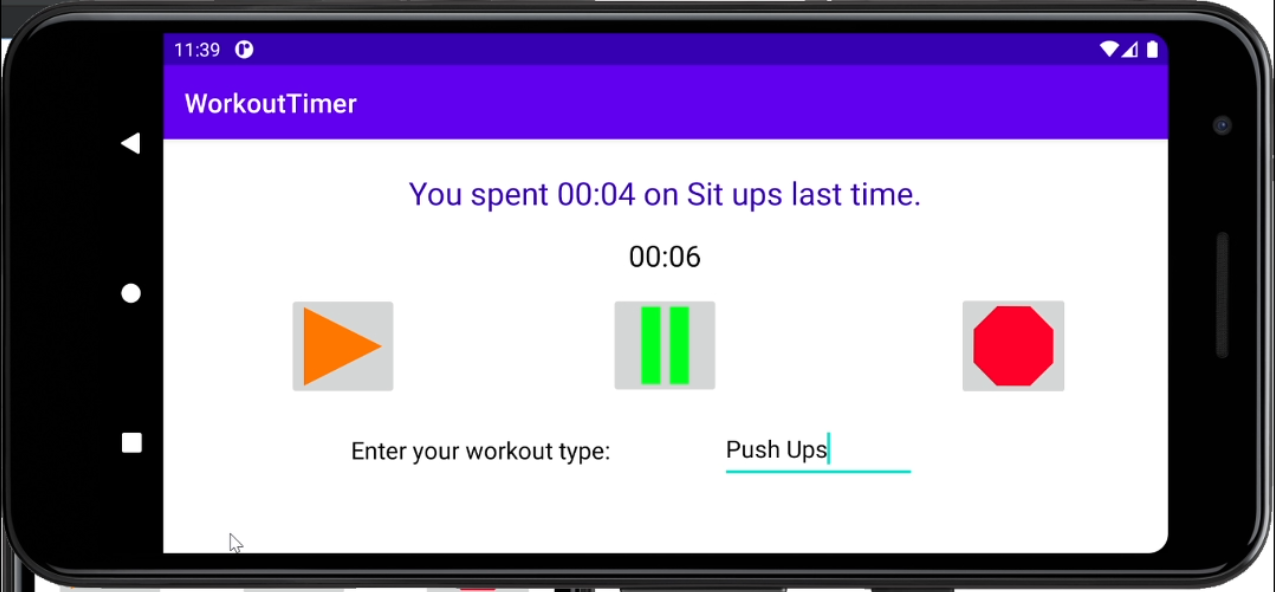 11:39
WorkoutTimer
You spent 00:04 on Sit ups last time.
00:06
Enter your workout type: Push Ups